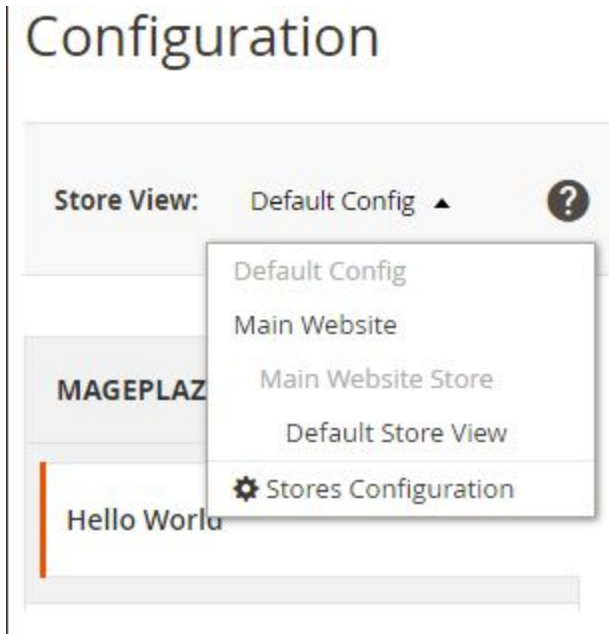 Configuration
Store View: Default Config
Default Config
Main Website
Main Website Store
Default Store View
Stores Configuration
MAGEPLAZ
Hello World